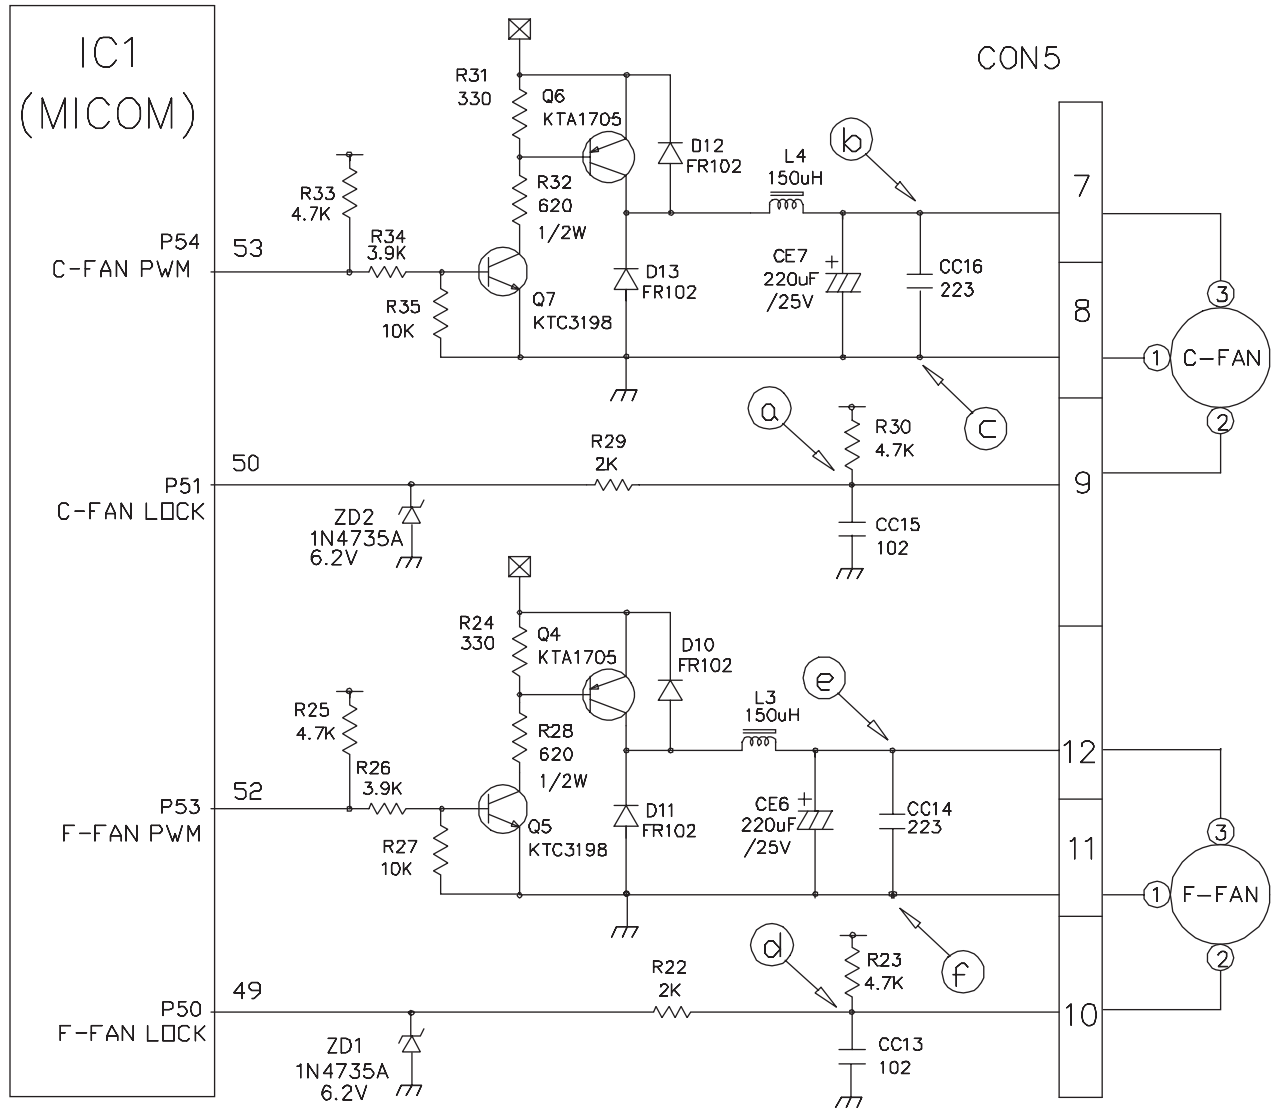 IC1
(MICOM)
CON5
R31
330
Q6
KTA1705
D12
FR102
b
L4
150uH
7
R33
4.7K
R32
620
1/2W
P54
53
C-FAN PWM
R34
3.9K
R35
10K
Q7
KTC3198
D13
FR102
CE7
+
220uF
/25V
CC16
223
8
3
1
C-FAN
2
a
c
R30
4.7K
R29
2K
50
P51
C-FAN LOCK
9
ZD2
1N4735A
6.2V
CC15
102
R24
330
Q4
KTA1705
D10
FR102
e
L3
150uH
12
R25
4.7K
R28
620
1/2W
R26
3.9K
52
P53
F-FAN PWM
R27
10K
Q5
KTC3198
D11
FR102
CE6
+
220uF
/25V
CC14
223
11
3
1
F-FAN
2
d
f
R23
4.7K
R22
2K
49
P50
F-FAN LOCK
10
ZD1
1N4735A
6.2V
CC13
102